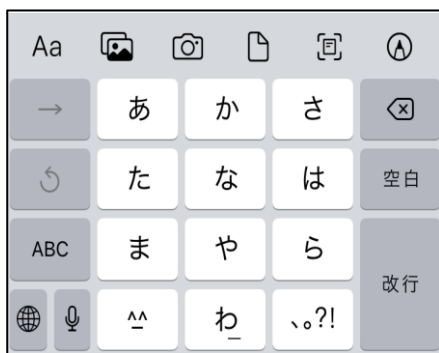 Aa
→ あ か さ
た な は 空白
ABC ま や ら
改行
^^ わ 、。?!